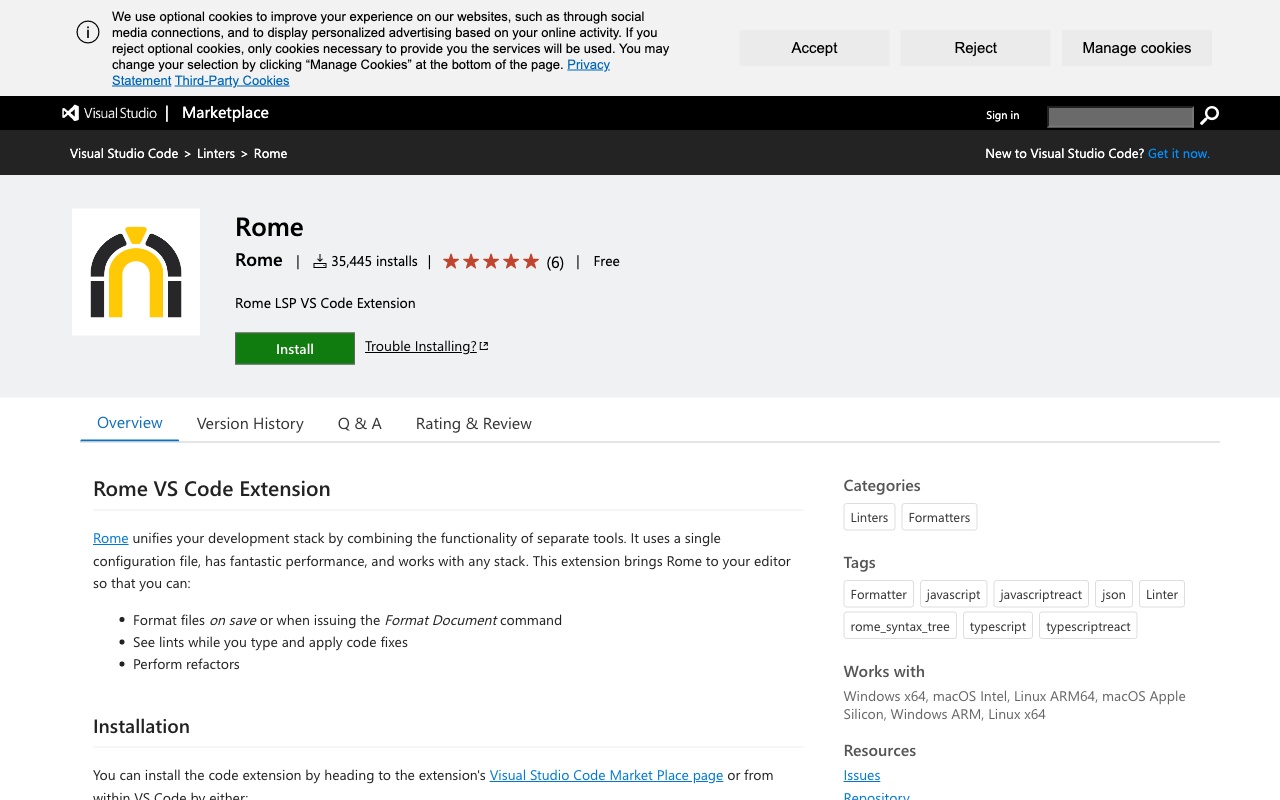 We use optional cookies to improve your experience on our websites, such as through social
media connections, and to display personalized advertising based on your online activity. If you
reject optional cookies, only cookies necessary to provide you the services will be used. You may
change your selection by clicking “Manage Cookies” at the bottom of the page. Privacy
Statement Third-Party Cookies
Accept
Reject
Manage cookies
Visual Studio | Marketplace
Sign in
Visual Studio Code > Linters > Rome
New to Visual Studio Code? Get it now.
Rome
Rome | 35,445 installs | (6) | Free
Rome LSP VS Code Extension
Install
Trouble Installing?
Overview
Version History
Q & A
Rating & Review
Rome VS Code Extension
Rome unifies your development stack by combining the functionality of separate tools. It uses a single
configuration file, has fantastic performance, and works with any stack. This extension brings Rome to your editor
so that you can:
Format files on save or when issuing the Format Document command
See lints while you type and apply code fixes
Perform refactors
Installation
You can install the code extension by heading to the extension's Visual Studio Code Market Place page or from
within VS Code by either:
Categories
Linters
Formatters
Tags
Formatter
javascript
javascriptreact
json
Linter
rome_syntax_tree
typescript
typescriptreact
Works with
Windows x64, macOS Intel, Linux ARM64, macOS Apple
Silicon, Windows ARM, Linux x64
Resources
Issues
Repository